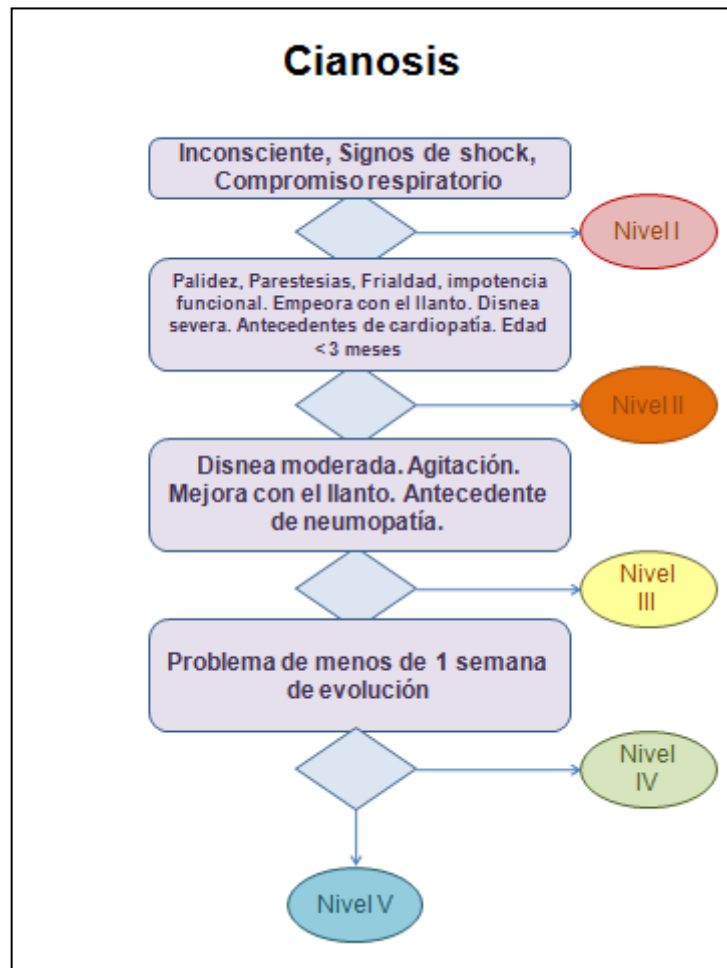 Cianosis
Inconsciente, Signos de shock,
Compromiso respiratorio
Nivel I
Palidez, Parestesias, Frialdad, impotencia
funcional. Empeora con el llanto. Disnea
severa. Antecedentes de cardiopatía. Edad
< 3 meses
Nivel II
Disnea moderada. Agitación.
Mejora con el llanto. Antecedente
de neumopatía.
Nivel
III
Problema de menos de 1 semana
de evolución
Nivel
IV
Nivel V